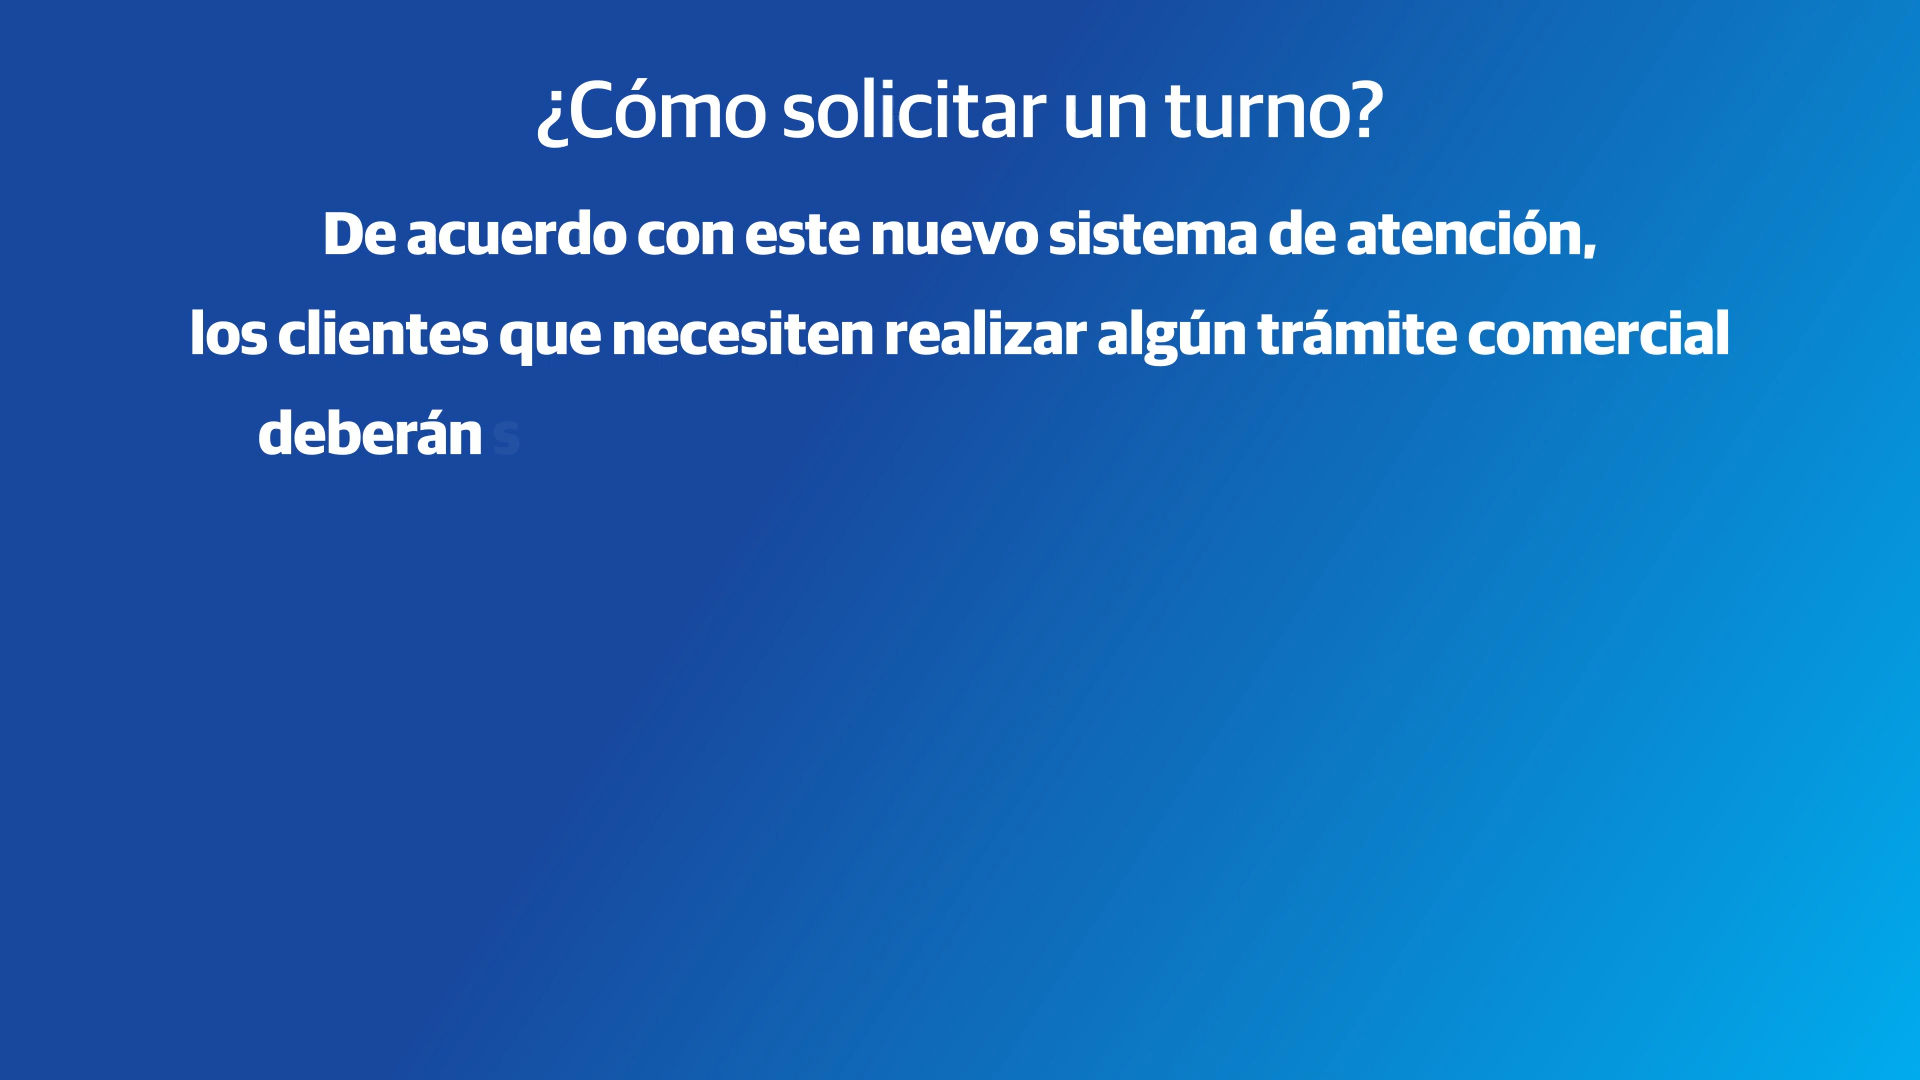 ¿Cómo solicitar un turno?
De acuerdo con este nuevo sistema de atención,
los clientes que necesiten realizar algún trámite comercial
deberán s